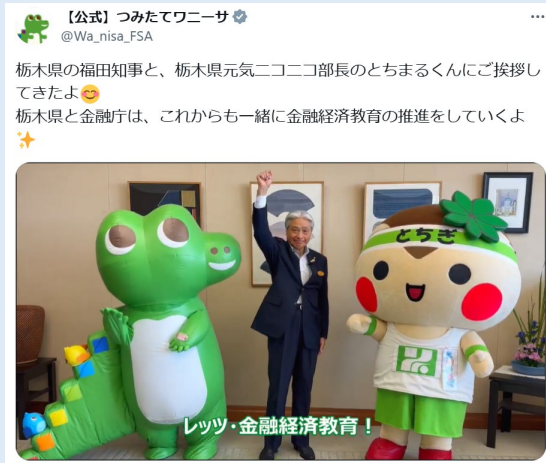 【公式】つみたてワニーサ
@Wa_nisa_FSA
栃木県の福田知事と、栃木県元気ニコニコ部長のとちまるくんにご挨拶し
てきたよ😊
栃木県と金融庁は、これからも一緒に金融経済教育の推進をしていくよ
✨
とちぎ
レッツ・金融経済教育！